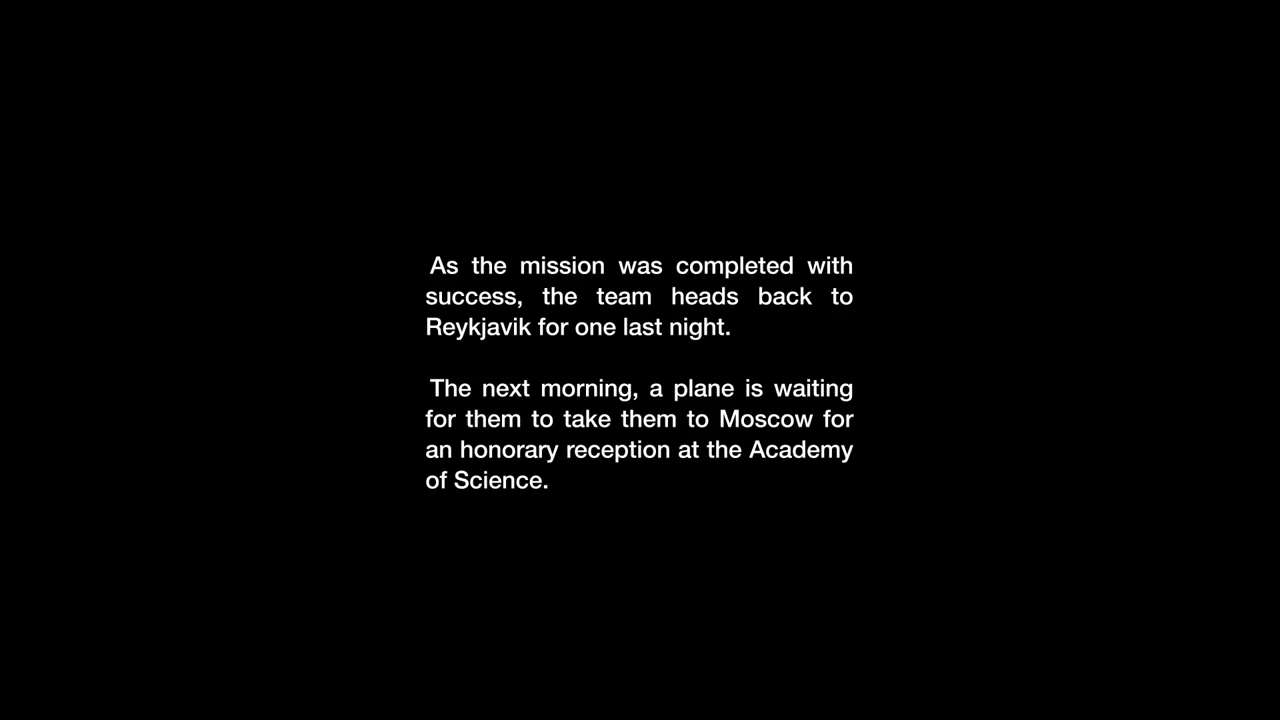 As the mission was completed with
success, the team heads back to
Reykjavik for one last night.
The next morning, a plane is waiting
for them to take them to Moscow for
an honorary reception at the Academy
of Science.